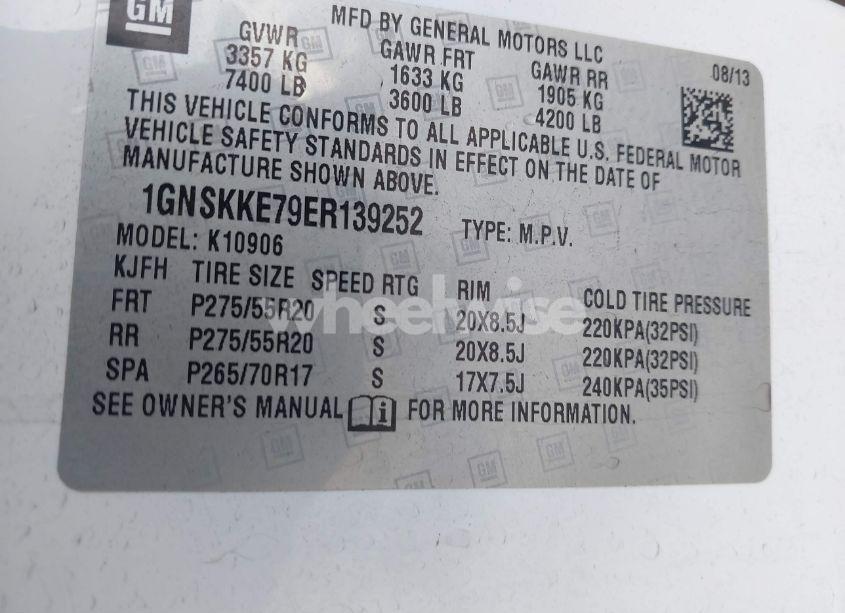 GM
MFD BY GENERAL MOTORS LLC
GVWR GAWR FRT GAWR RR 08/13
3357 KG 1633 KG 1905 KG
7400 LB 3600 LB 4200 LB
THIS VEHICLE CONFORMS TO ALL APPLICABLE U.S. FEDERAL MOTOR
VEHICLE SAFETY STANDARDS IN EFFECT ON THE DATE OF
MANUFACTURE SHOWN ABOVE.
1GNSKKE79ER139252 TYPE: M.P.V.
MODEL: K10906
KJFH TIRE SIZE SPEED RTG RIM COLD TIRE PRESSURE
FRT P275/55R20 S 20X8.5J 220KPA(32PSI)
RR P275/55R20 S 20X8.5J 220KPA(32PSI)
SPA P265/70R17 S 17X7.5J 240KPA(35PSI)
SEE OWNER'S MANUAL i FOR MORE INFORMATION.
wheelwise